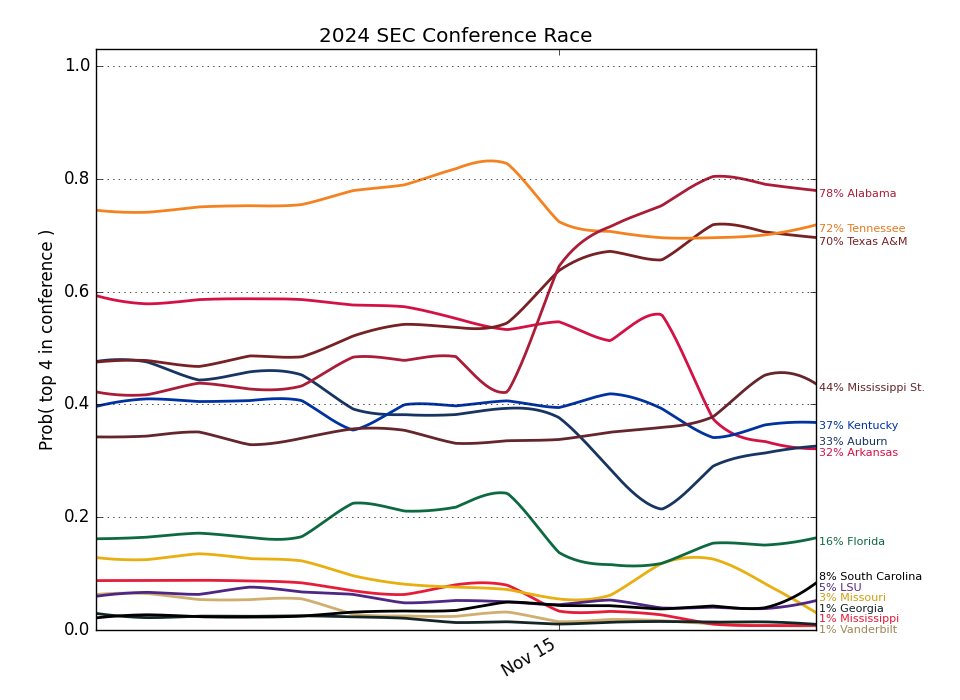 2024 SEC Conference Race
Prob( top 4 in conference )
1.0
0.8
0.6
0.4
0.2
0.0
Nov 15
78% Alabama
72% Tennessee
70% Texas A&M
44% Mississippi St.
37% Kentucky
33% Auburn
32% Arkansas
16% Florida
8% South Carolina
5% LSU
3% Missouri
1% Georgia
1% Mississippi
1% Vanderbilt